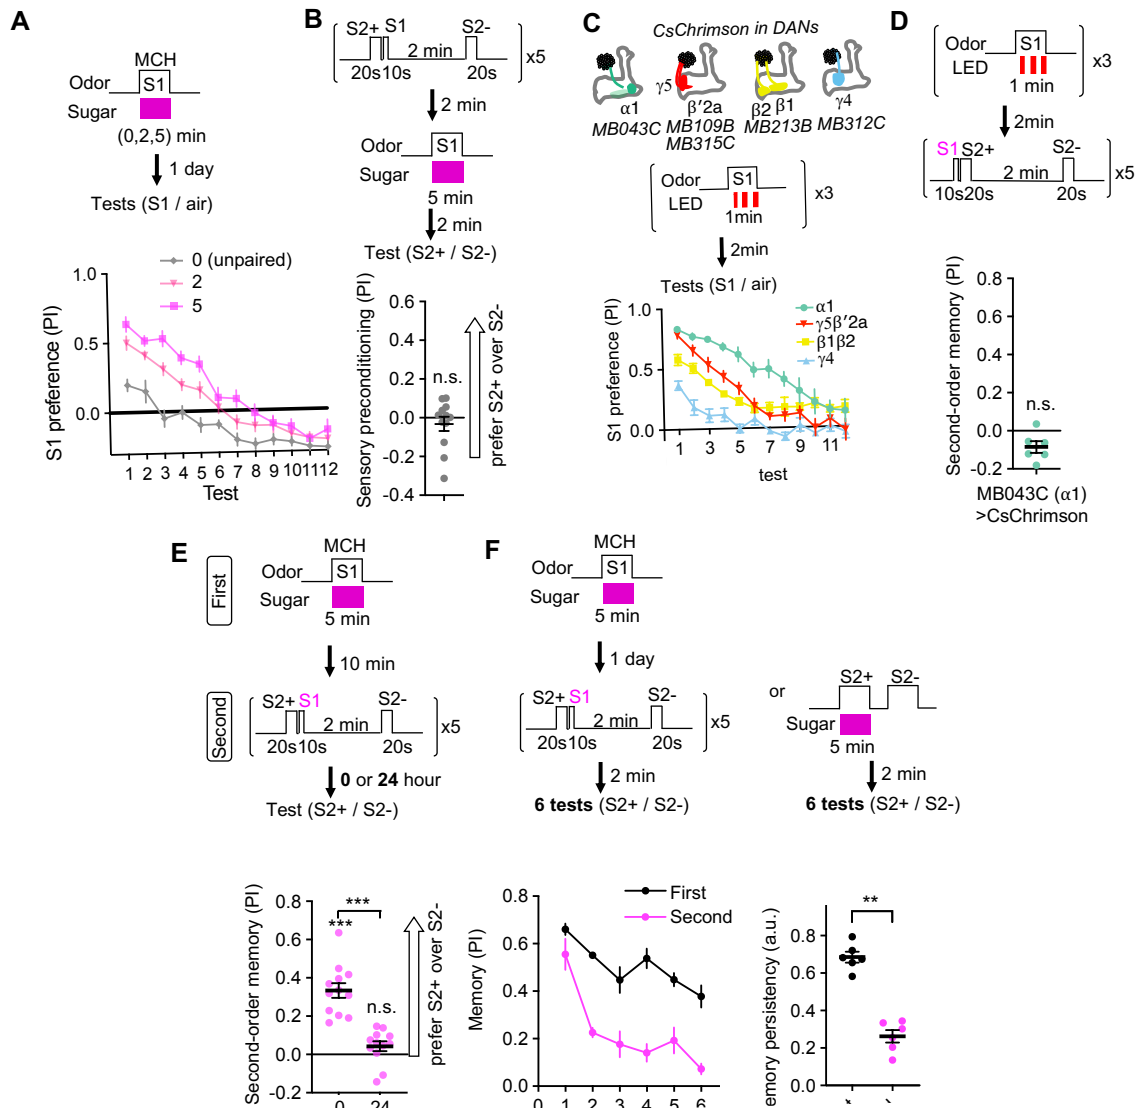 A
MCH
Odor
S1
Sugar
(0,2,5) min
1 day
Tests (S1 / air)
0 (unpaired)
2
5
S1 preference (PI)
1.0
0.5
0.0
1 2 3 4 5 6 7 8 9 10 11 12
Test
B
S2+ S1
S2-
2 min
x5
20s10s
20s
2 min
Odor
S1
Sugar
5 min
2 min
Test (S2+ / S2-)
Sensory preconditioning (PI)
0.6
0.4
0.2
0.0
-0.2
-0.4
n.s.
prefer S2+ over S2-
C
CsChrimson in DANs
γ5
α1
β′2a
β2 β1
γ4
MB043C
MB109B
MB315C
MB213B
MB312C
Odor
S1
LED
1min
x3
2min
Tests (S1 / air)
α1
γ5β′2a
β1β2
γ4
S1 preference (PI)
1.0
0.5
0.0
1 3 5 7 9 11
test
D
Odor
S1
LED
1 min
x3
2min
S1 S2+
S2-
2 min
x5
10s20s
20s
Second-order memory (PI)
0.8
0.6
0.4
0.2
0.0
-0.2
n.s.
MB043C (α1)
>CsChrimson
E
First
MCH
Odor
S1
Sugar
5 min
10 min
Second
S2+ S1
S2-
2 min
x5
20s10s
20s
0 or 24 hour
Test (S2+ / S2-)
Second-order memory (PI)
0.8
0.6
0.4
0.2
0.0
-0.2
***
***
n.s.
prefer S2+ over S2-
0 24
F
MCH
Odor
S1
Sugar
5 min
1 day
S2+ S1
S2-
2 min
x5
20s10s
20s
2 min
6 tests (S2+ / S2-)
or
S2+ S2-
Sugar
5 min
2 min
6 tests (S2+ / S2-)
First
Second
Memory (PI)
0.8
0.6
0.4
0.2
0.0
0 1 2 3 4 5 6
persistency (a.u.)
0.8
0.6
0.4
0.2
0.0
**